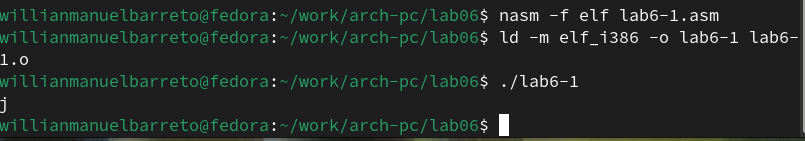 willianmanuelbarreto@fedora:~/work/arch-pc/lab06$ nasm -f elf lab6-1.asm
willianmanuelbarreto@fedora:~/work/arch-pc/lab06$ ld -m elf_i386 -o lab6-1 lab6-
1.o
willianmanuelbarreto@fedora:~/work/arch-pc/lab06$ ./lab6-1
j
willianmanuelbarreto@fedora:~/work/arch-pc/lab06$